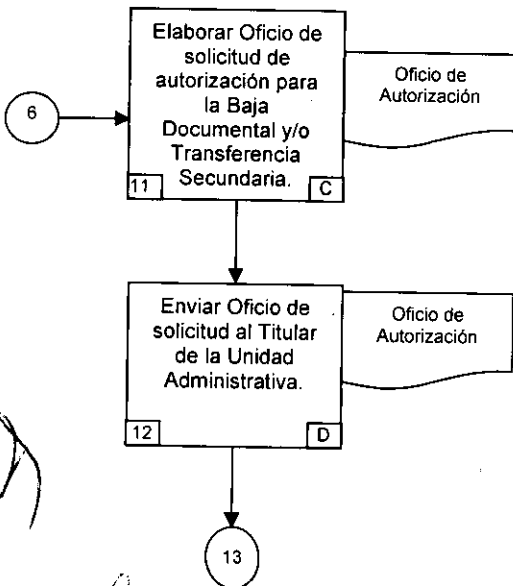 Elaborar Oficio de
solicitud de
autorización para
la Baja
Documental y/o
Transferencia
Secundaria.
11
C
Oficio de
Autorización
6
Enviar Oficio de
solicitud al Titular
de la Unidad
Administrativa.
12
D
Oficio de
Autorización
13